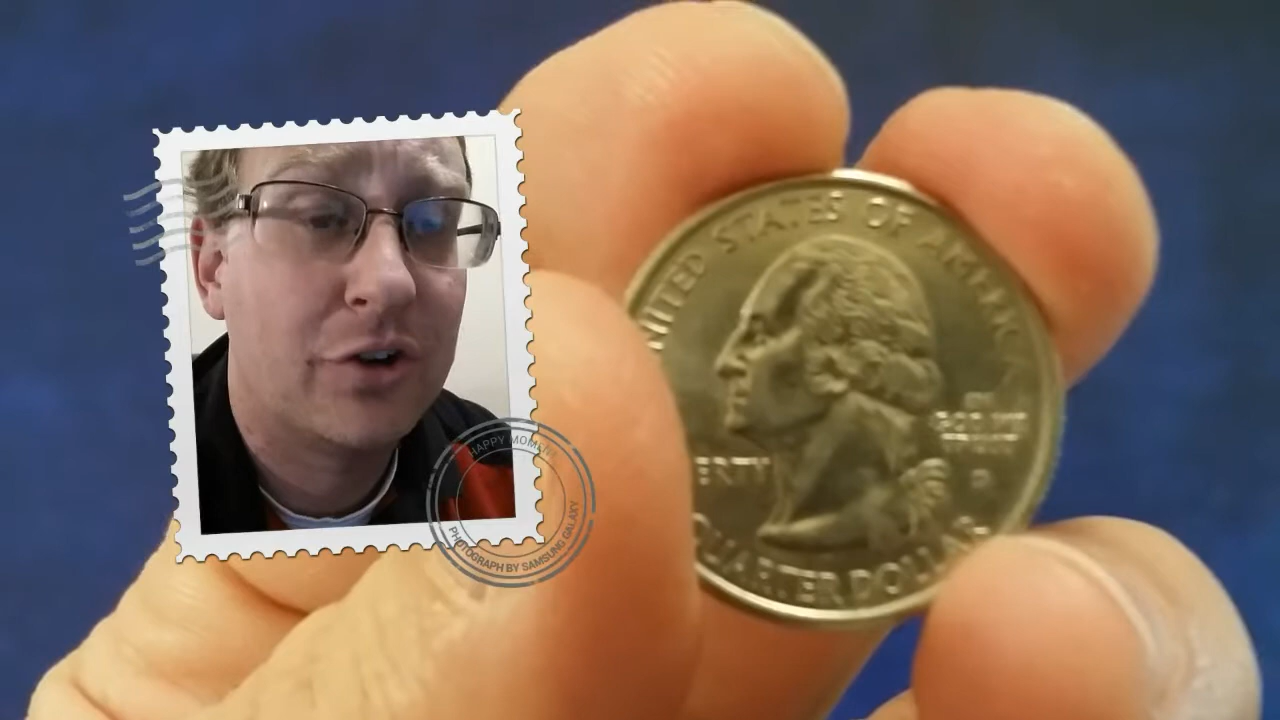 UNITED STATES OF AMERICA
LIBERTY
IN
GOD WE
TRUST
D
QUARTER DOLLAR
HAPPY MOMENT
PHOTOGRAPH BY SAMSUNG GALAXY